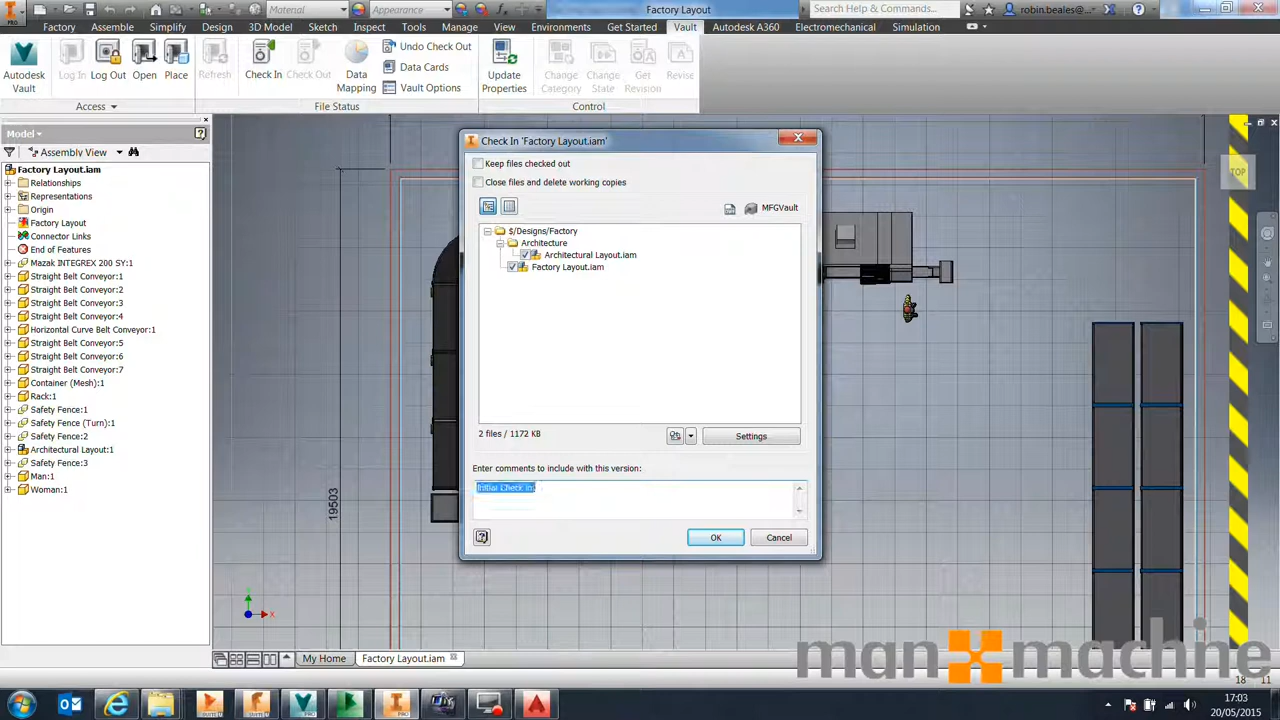 PRO
Material
Appearance
Factory Layout
Search Help & Commands...
robin.beales...
Factory Assemble Simplify Design 3D Model Sketch Inspect Tools Manage View Environments Get Started Vault Autodesk A360 Electromechanical Simulation
Autodesk Vault
Log In
Log Out
Open
Place
Refresh
Check In
Check Out
Data Mapping
Undo Check Out
Data Cards
Vault Options
Update Properties
Change Category
Change State
Get Revision
Revise
Access
File Status
Control
Model
Assembly View
Factory Layout.iam
Relationships
Representations
Origin
Factory Layout
Connector Links
End of Features
Mazak INTEGREX 200 SY:1
Straight Belt Conveyor:1
Straight Belt Conveyor:2
Straight Belt Conveyor:3
Straight Belt Conveyor:4
Horizontal Curve Belt Conveyor:1
Straight Belt Conveyor:5
Straight Belt Conveyor:6
Straight Belt Conveyor:7
Container (Mesh):1
Rack:1
Safety Fence:1
Safety Fence (Turn):1
Safety Fence:2
Architectural Layout:1
Safety Fence:3
Man:1
Woman:1
Check In 'Factory Layout.iam'
Keep files checked out
Close files and delete working copies
MFGVault
$/Designs/Factory
Architecture
Architectural Layout.iam
Factory Layout.iam
2 files / 1172 KB
Settings
Enter comments to include with this version:
Initial Check in
OK
Cancel
TOP
19503
X
man machine
My Home
Factory Layout.iam
18 11
17:03
20/05/2015